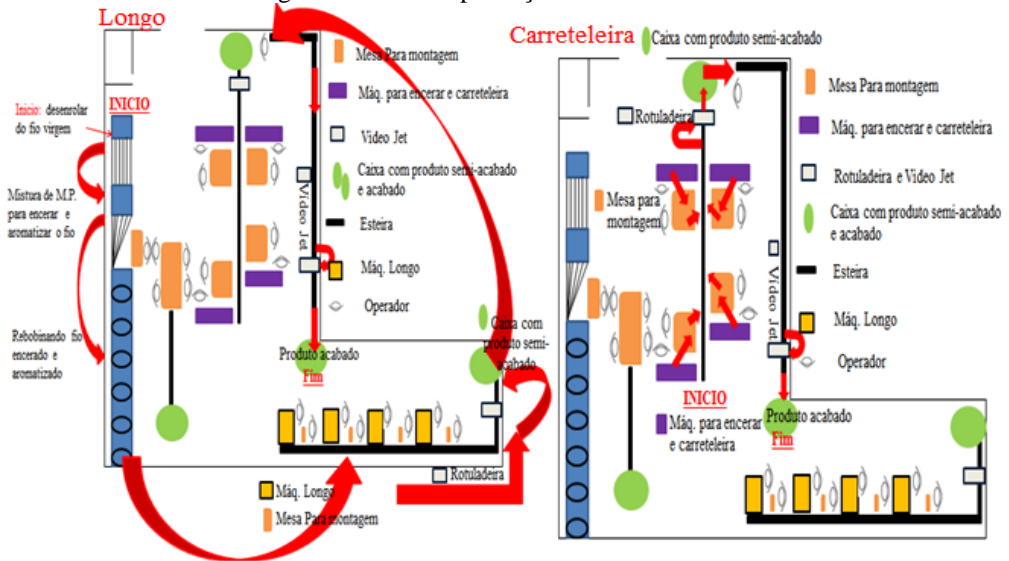 Longo
INICIO
Inicio: desenrolar
do fio virgem
Mistura de M.P.
para encerar e
aromatizar o fio
Rebobinando fio
encerado e
aromatizado
Mesa Para montagem
Máq. para encerar e carreteleira
Video Jet
Caixa com produto semi-acabado
e acabado
Esteira
Máq. Longo
Operador
Video Jet
Caixa com
produto semi-
acabado
Produto acabado
Fim
Rotuladeira
Máq. Longo
Mesa Para montagem
Carreteleira
Caixa com produto semi-acabado
Rotuladeira
Mesa para
montagem
Mesa Para montagem
Máq. para encerar e carreteleira
Rotuladeira e Video Jet
Caixa com produto semi-acabado
e acabado
Esteira
Máq. Longo
Operador
Video Jet
INICIO
Máq. para encerar
e carreteleira
Produto acabado
Fim